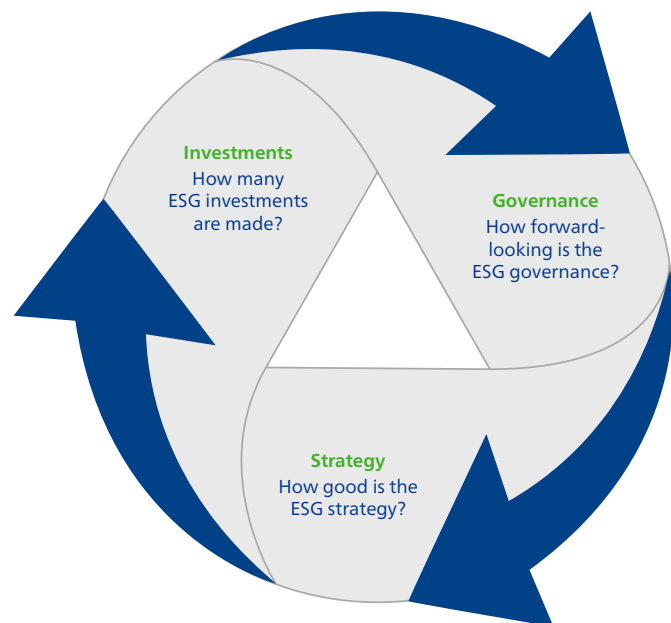 Investments
How many
ESG investments
are made?
Governance
How forward-
looking is the
ESG governance?
Strategy
How good is the
ESG strategy?